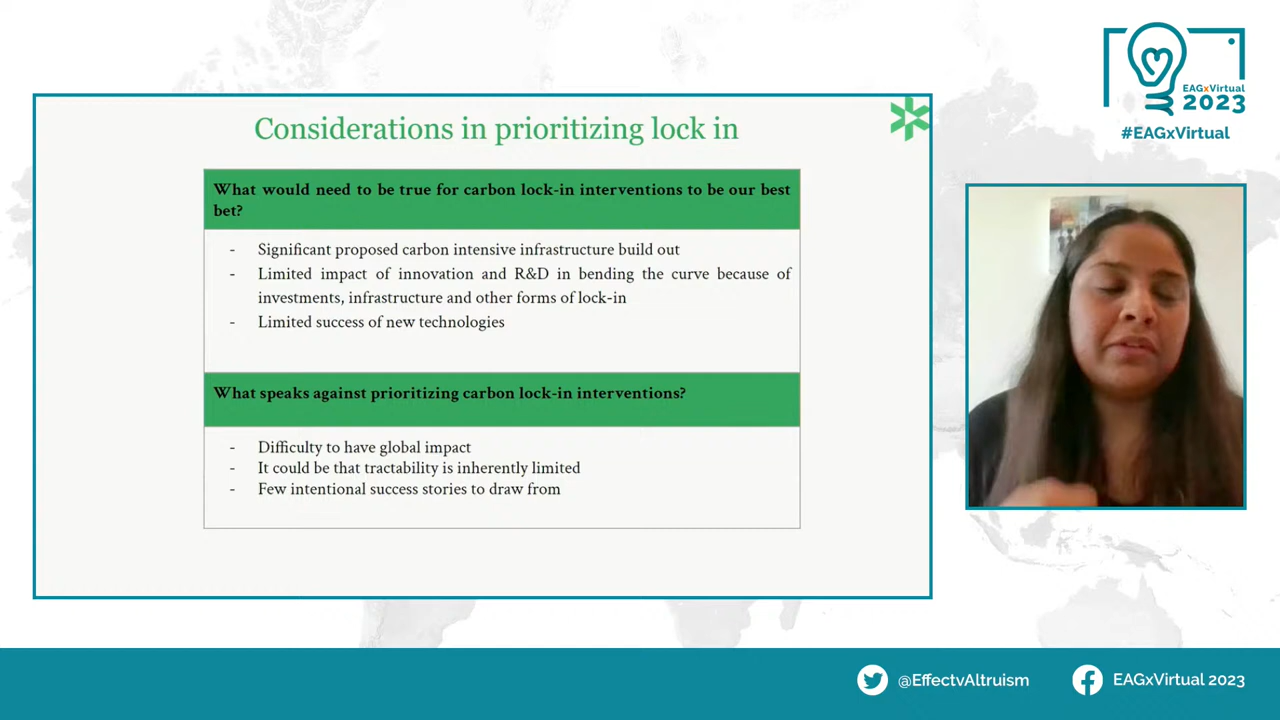 Considerations in prioritizing lock in
What would need to be true for carbon lock-in interventions to be our best
bet?
- Significant proposed carbon intensive infrastructure build out
- Limited impact of innovation and R&D in bending the curve because of
investments, infrastructure and other forms of lock-in
- Limited success of new technologies
What speaks against prioritizing carbon lock-in interventions?
- Difficulty to have global impact
- It could be that tractability is inherently limited
- Few intentional success stories to draw from
EAGxVirtual
2023
#EAGxVirtual
@EffectvAltruism
EAGxVirtual 2023